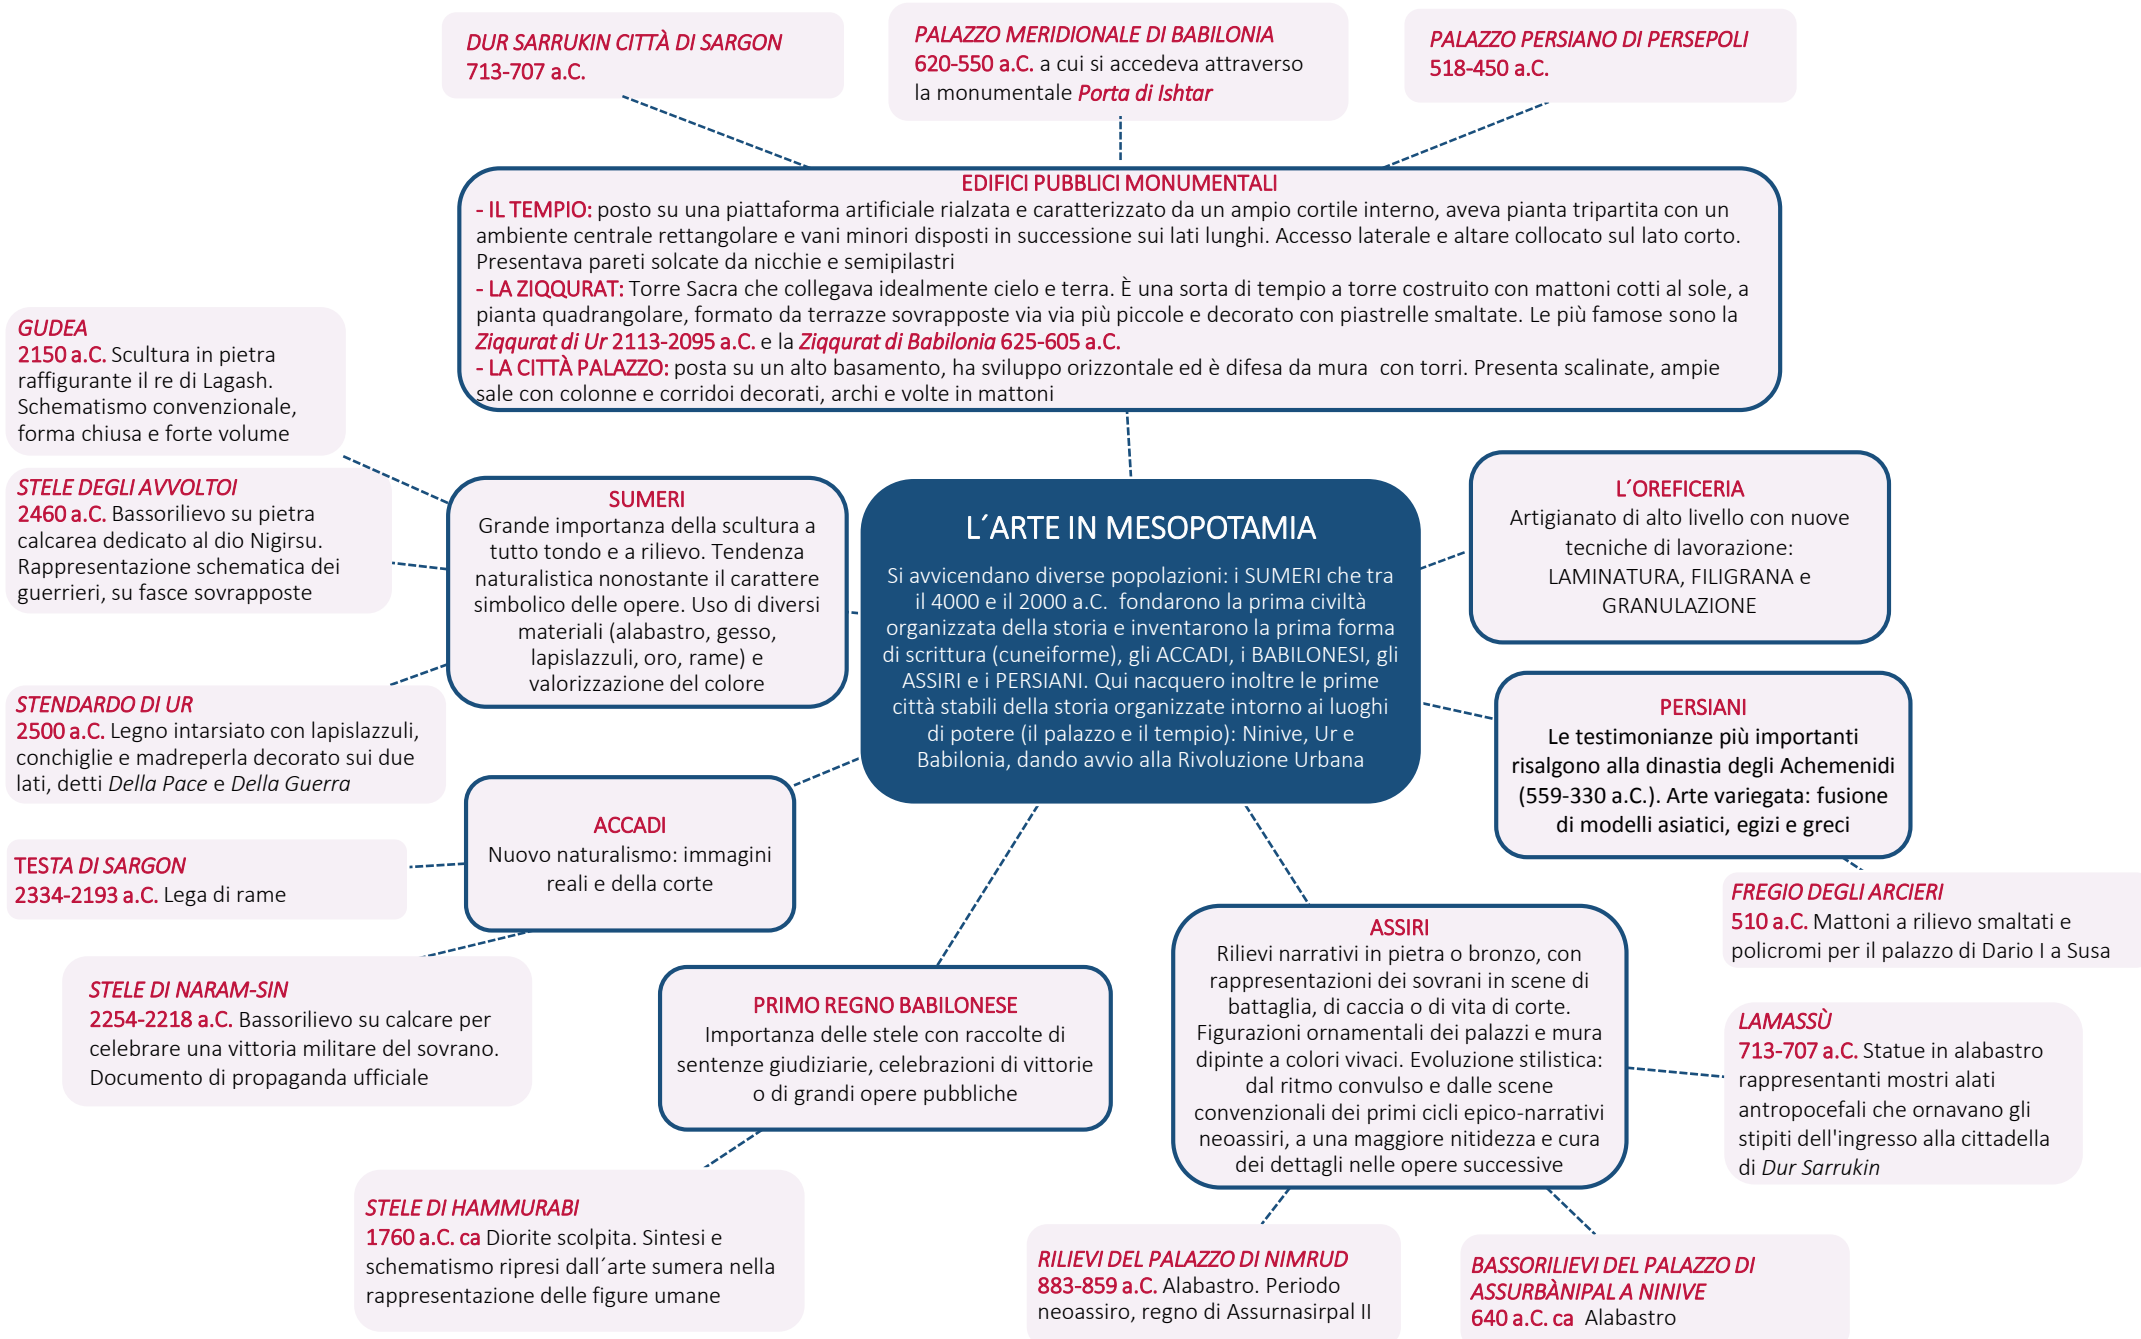 DUR SARRUKIN CITTÀ DI SARGON
713-707 a.C.
PALAZZO MERIDIONALE DI BABILONIA
620-550 a.C. a cui si accedeva attraverso
la monumentale Porta di Ishtar
PALAZZO PERSIANO DI PERSEPOLI
518-450 a.C.
EDIFICI PUBBLICI MONUMENTALI
- IL TEMPIO: posto su una piattaforma artificiale rialzata e caratterizzato da un ampio cortile interno, aveva pianta tripartita con un
ambiente centrale rettangolare e vani minori disposti in successione sui lati lunghi. Accesso laterale e altare collocato sul lato corto.
Presentava pareti solcate da nicchie e semipilastri
- LA ZIQQURAT: Torre Sacra che collegava idealmente cielo e terra. È una sorta di tempio a torre costruito con mattoni cotti al sole, a
pianta quadrangolare, formato da terrazze sovrapposte via via più piccole e decorato con piastrelle smaltate. Le più famose sono la
Ziqqurat di Ur 2113-2095 a.C. e la Ziqqurat di Babilonia 625-605 a.C.
- LA CITTÀ PALAZZO: posta su un alto basamento, ha sviluppo orizzontale ed è difesa da mura con torri. Presenta scalinate, ampie
sale con colonne e corridoi decorati, archi e volte in mattoni
GUDEA
2150 a.C. Scultura in pietra
raffigurante il re di Lagash.
Schematismo convenzionale,
forma chiusa e forte volume
STELE DEGLI AVVOLTOI
2460 a.C. Bassorilievo su pietra
calcarea dedicato al dio Nigirsu.
Rappresentazione schematica dei
guerrieri, su fasce sovrapposte
STENDARDO DI UR
2500 a.C. Legno intarsiato con lapislazzuli,
conchiglie e madreperla decorato sui due
lati, detti Della Pace e Della Guerra
SUMERI
Grande importanza della scultura a
tutto tondo e a rilievo. Tendenza
naturalistica nonostante il carattere
simbolico delle opere. Uso di diversi
materiali (alabastro, gesso,
lapislazzuli, oro, rame) e
valorizzazione del colore
L´ARTE IN MESOPOTAMIA
Si avvicendano diverse popolazioni: i SUMERI che tra
il 4000 e il 2000 a.C. fondarono la prima civiltà
organizzata della storia e inventarono la prima forma
di scrittura (cuneiforme), gli ACCADI, i BABILONESI, gli
ASSIRI e i PERSIANI. Qui nacquero inoltre le prime
città stabili della storia organizzate intorno ai luoghi
di potere (il palazzo e il tempio): Ninive, Ur e
Babilonia, dando avvio alla Rivoluzione Urbana
L´OREFICERIA
Artigianato di alto livello con nuove
tecniche di lavorazione:
LAMINATURA, FILIGRANA e
GRANULAZIONE
PERSIANI
Le testimonianze più importanti
risalgono alla dinastia degli Achemenidi
(559-330 a.C.). Arte variegata: fusione
di modelli asiatici, egizi e greci
FREGIO DEGLI ARCIERI
510 a.C. Mattoni a rilievo smaltati e
policromi per il palazzo di Dario I a Susa
ACCADI
Nuovo naturalismo: immagini
reali e della corte
TESTA DI SARGON
2334-2193 a.C. Lega di rame
STELE DI NARAM-SIN
2254-2218 a.C. Bassorilievo su calcare per
celebrare una vittoria militare del sovrano.
Documento di propaganda ufficiale
PRIMO REGNO BABILONESE
Importanza delle stele con raccolte di
sentenze giudiziarie, celebrazioni di vittorie
o di grandi opere pubbliche
STELE DI HAMMURABI
1760 a.C. ca Diorite scolpita. Sintesi e
schematismo ripresi dall´arte sumera nella
rappresentazione delle figure umane
ASSIRI
Rilievi narrativi in pietra o bronzo, con
rappresentazioni dei sovrani in scene di
battaglia, di caccia o di vita di corte.
Figurazioni ornamentali dei palazzi e mura
dipinte a colori vivaci. Evoluzione stilistica:
dal ritmo convulso e dalle scene
convenzionali dei primi cicli epico-narrativi
neoassiri, a una maggiore nitidezza e cura
dei dettagli nelle opere successive
LAMASSÙ
713-707 a.C. Statue in alabastro
rappresentanti mostri alati
antropocefali che ornavano gli
stipiti dell'ingresso alla cittadella
di Dur Sarrukin
RILIEVI DEL PALAZZO DI NIMRUD
883-859 a.C. Alabastro. Periodo
neoassiro, regno di Assurnasirpal II
BASSORILIEVI DEL PALAZZO DI
ASSURBÀNIPAL A NINIVE
640 a.C. ca Alabastro